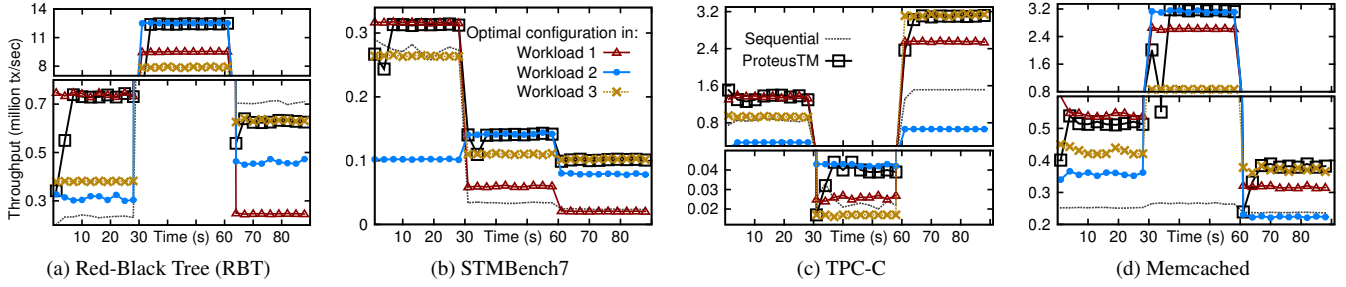 Throughput (million tx/sec)
14
11
8
0.7
0.5
0.3
10 20 30 Time (s) 60 70 80
(a) Red-Black Tree (RBT)
0.3
0.2
0.1
0
Optimal configuration in:
Workload 1
Workload 2
Workload 3
10 20 30 Time (s) 60 70 80
(b) STMBench7
3.2
2.4
1.6
0.8
0.04
0.03
0.02
Sequential
ProteusTM
10 20 30 Time (s) 60 70 80
(c) TPC-C
3.2
2.4
1.6
0.8
0.5
0.4
0.3
0.2
10 20 30 Time (s) 60 70 80
(d) Memcached